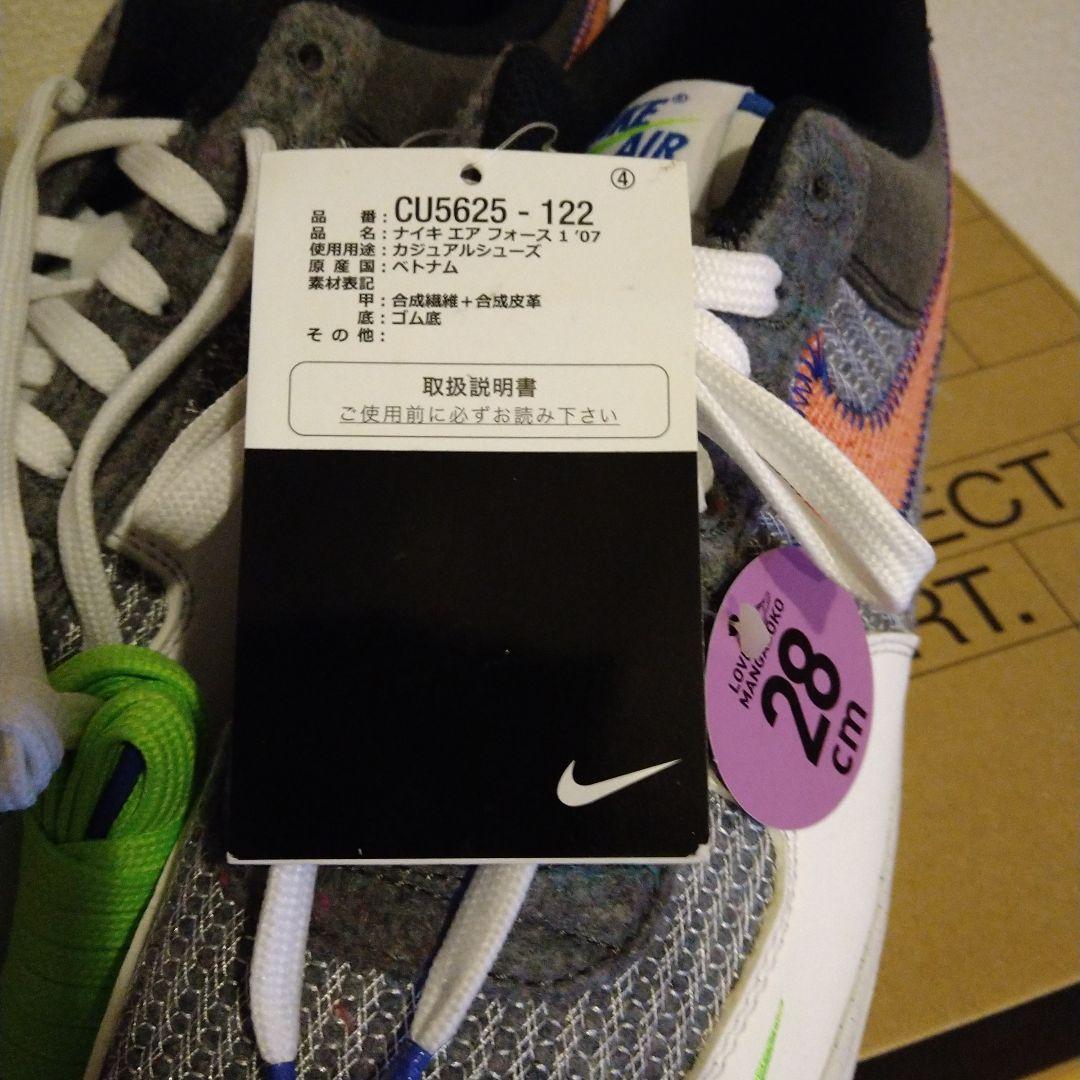 ④
品 番：CU5625 - 122
品 名：ナイキ エア フォース 1 '07
使用用途：カジュアルシューズ
原 産 国：ベトナム
素材表記
甲：合成繊維＋合成皮革
底：ゴム底
そ の 他：
取扱説明書
ご使用前に必ずお読み下さい
AIR
28
cm